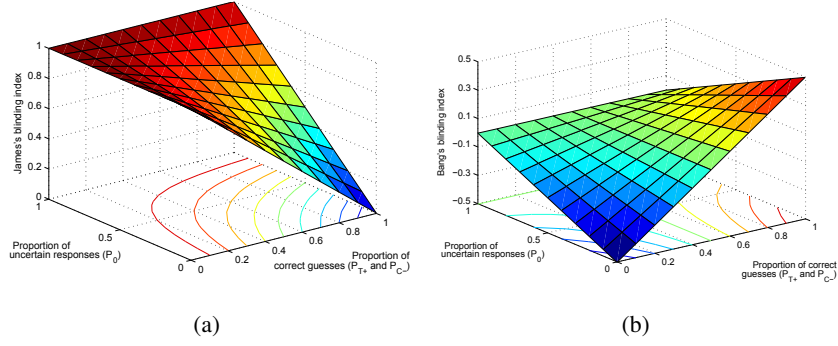 1
0.8
0.6
0.4
0.2
0
James's blinding index
1
0.5
0
Proportion of
uncertain responses (P0)
0
0.2
0.4
0.6
0.8
1
Proportion of
correct guesses (PT+ and PC−)
(a)
0.5
0.3
0.1
−0.1
−0.3
−0.5
Bang's blinding index
1
0.5
0
Proportion of
uncertain responses (P0)
0
0.2
0.4
0.6
0.8
1
Proportion of correct
guesses (PT+ and PC−)
(b)